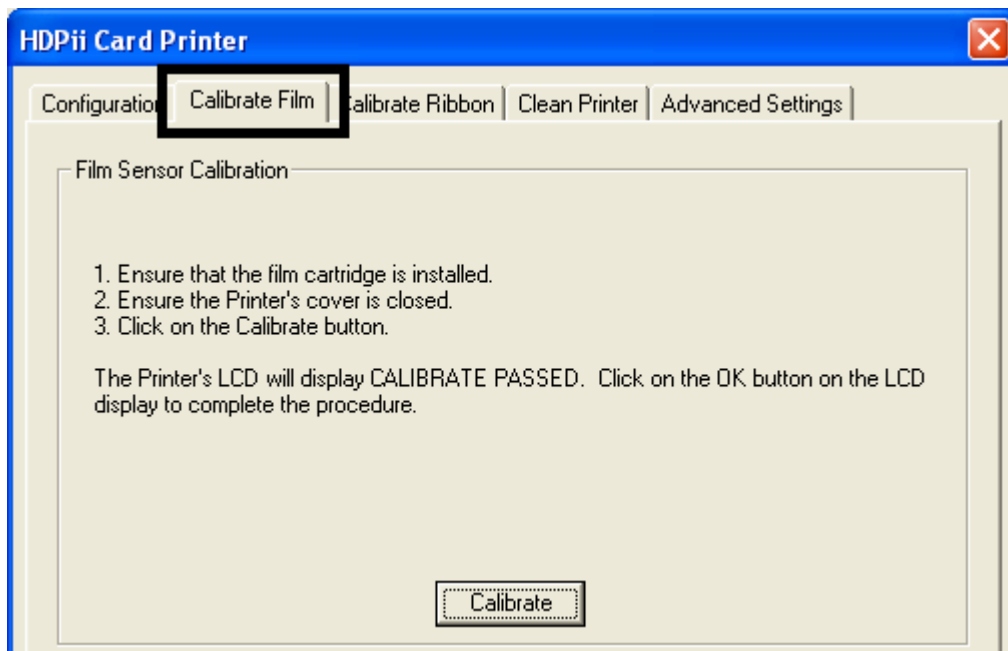 HDPii Card Printer
Configuration Calibrate Film Calibrate Ribbon Clean Printer Advanced Settings
Film Sensor Calibration
1. Ensure that the film cartridge is installed.
2. Ensure the Printer's cover is closed.
3. Click on the Calibrate button.
The Printer's LCD will display CALIBRATE PASSED. Click on the OK button on the LCD
display to complete the procedure.
Calibrate